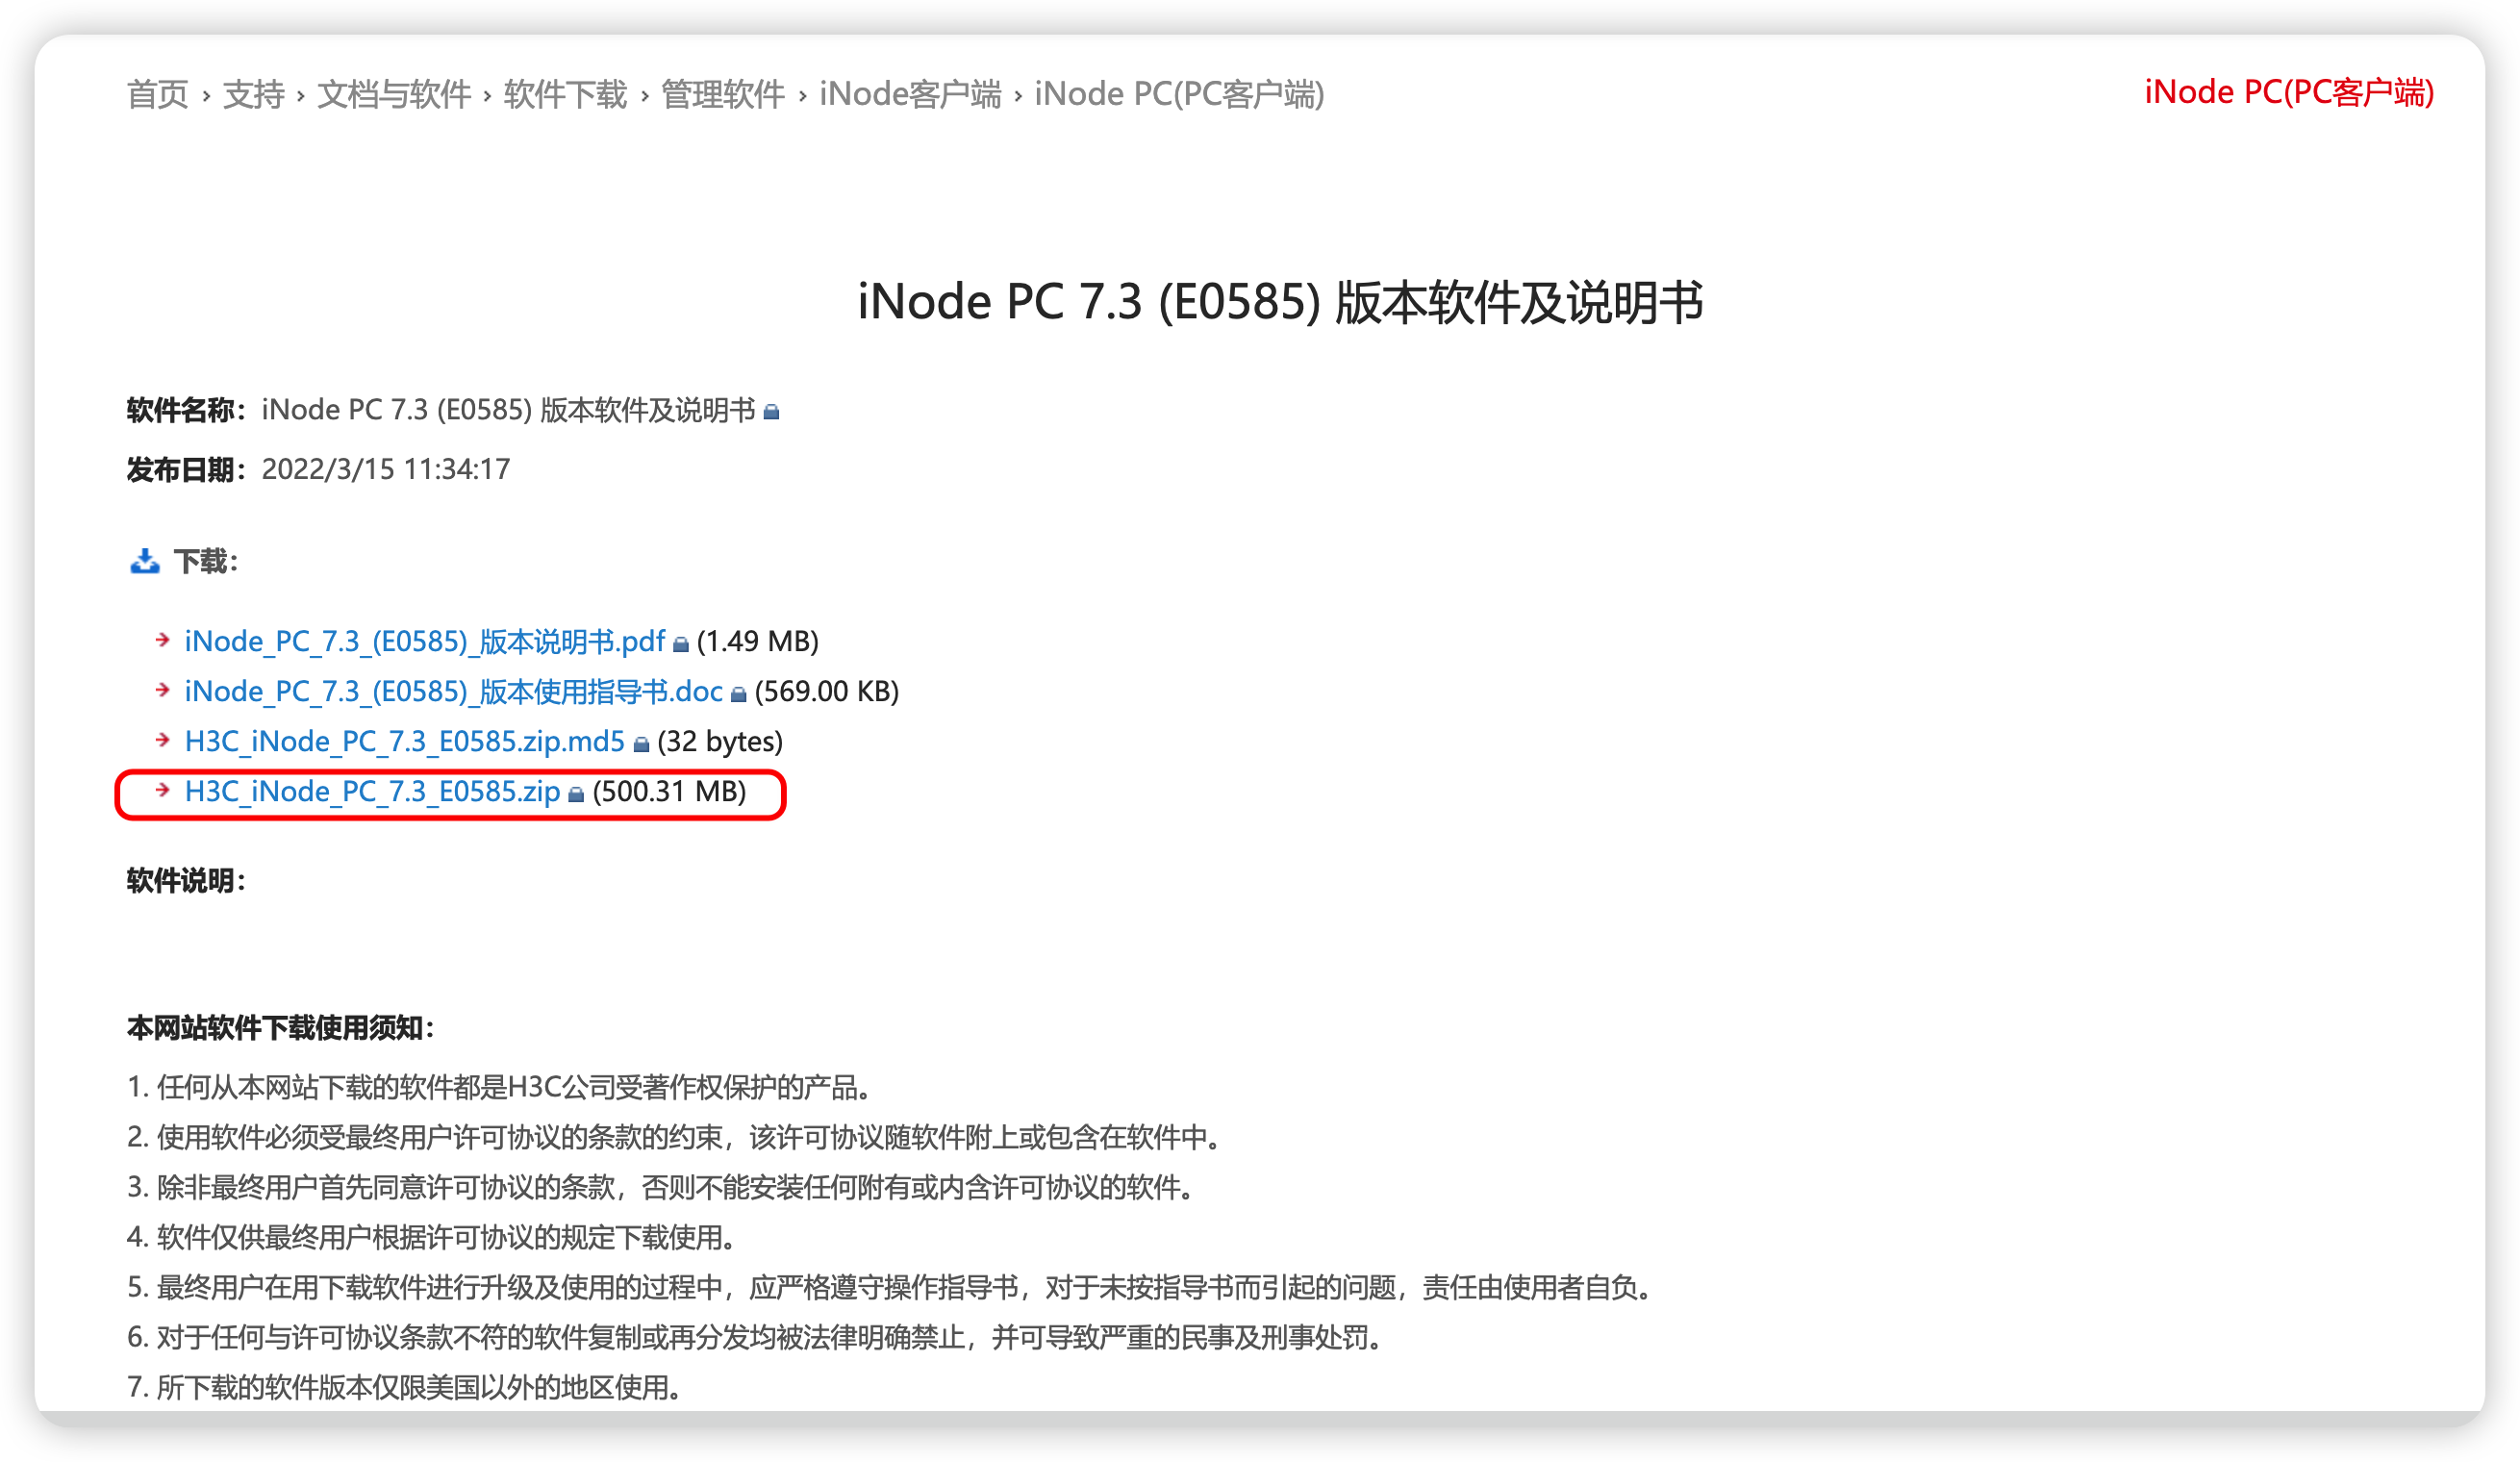 首页 › 支持 › 文档与软件 › 软件下载 › 管理软件 › iNode客户端 › iNode PC(PC客户端)
iNode PC(PC客户端)
iNode PC 7.3 (E0585) 版本软件及说明书
软件名称：iNode PC 7.3 (E0585) 版本软件及说明书
发布日期：2022/3/15 11:34:17
下载：
iNode_PC_7.3_(E0585)_版本说明书.pdf (1.49 MB)
iNode_PC_7.3_(E0585)_版本使用指导书.doc (569.00 KB)
H3C_iNode_PC_7.3_E0585.zip.md5 (32 bytes)
H3C_iNode_PC_7.3_E0585.zip (500.31 MB)
软件说明：
本网站软件下载使用须知：
1. 任何从本网站下载的软件都是H3C公司受著作权保护的产品。
2. 使用软件必须受最终用户许可协议的条款的约束，该许可协议随软件附上或包含在软件中。
3. 除非最终用户首先同意许可协议的条款，否则不能安装任何附有或内含许可协议的软件。
4. 软件仅供最终用户根据许可协议的规定下载使用。
5. 最终用户在用下载软件进行升级及使用的过程中，应严格遵守操作指导书，对于未按指导书而引起的问题，责任由使用者自负。
6. 对于任何与许可协议条款不符的软件复制或再分发均被法律明确禁止，并可导致严重的民事及刑事处罚。
7. 所下载的软件版本仅限美国以外的地区使用。